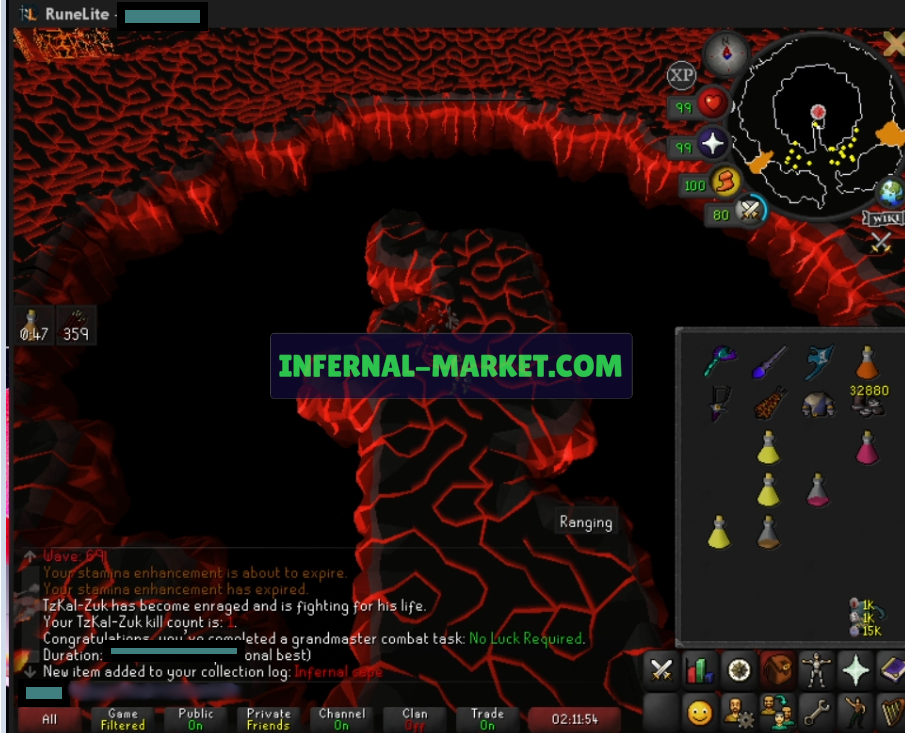 RuneLite -
XP
99
99
100
80
WIKI
0:47
359
INFERNAL-MARKET.COM
32880
Ranging
Wave: 69
Your stamina enhancement is about to expire.
Your stamina enhancement has expired.
TzKal-Zuk has become enraged and is fighting for his life.
Your TzKal-Zuk kill count is: 1.
Congratulations, you've completed a grandmaster combat task: No Luck Required.
Duration: onal best)
New item added to your collection log: Infernal cape
1K
1K
15K
All
Game
Filtered
Public
On
Private
Friends
Channel
On
Clan
Off
Trade
On
02:11:54